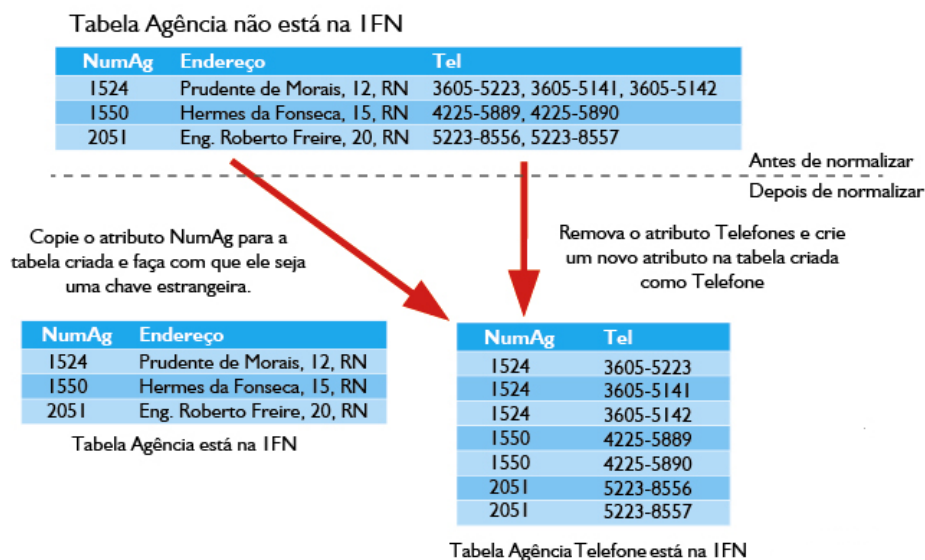 Tabela Agência não está na 1FN
NumAg Endereço Tel
1524 Prudente de Morais, 12, RN 3605-5223, 3605-5141, 3605-5142
1550 Hermes da Fonseca, 15, RN 4225-5889, 4225-5890
2051 Eng. Roberto Freire, 20, RN 5223-8556, 5223-8557
Antes de normalizar
Depois de normalizar
Copie o atributo NumAg para a
tabela criada e faça com que ele seja
uma chave estrangeira.
Remova o atributo Telefones e crie
um novo atributo na tabela criada
como Telefone
NumAg Endereço
1524 Prudente de Morais, 12, RN
1550 Hermes da Fonseca, 15, RN
2051 Eng. Roberto Freire, 20, RN
Tabela Agência está na 1FN
NumAg Tel
1524 3605-5223
1524 3605-5141
1524 3605-5142
1550 4225-5889
1550 4225-5890
2051 5223-8556
2051 5223-8557
Tabela Agência Telefone está na 1FN